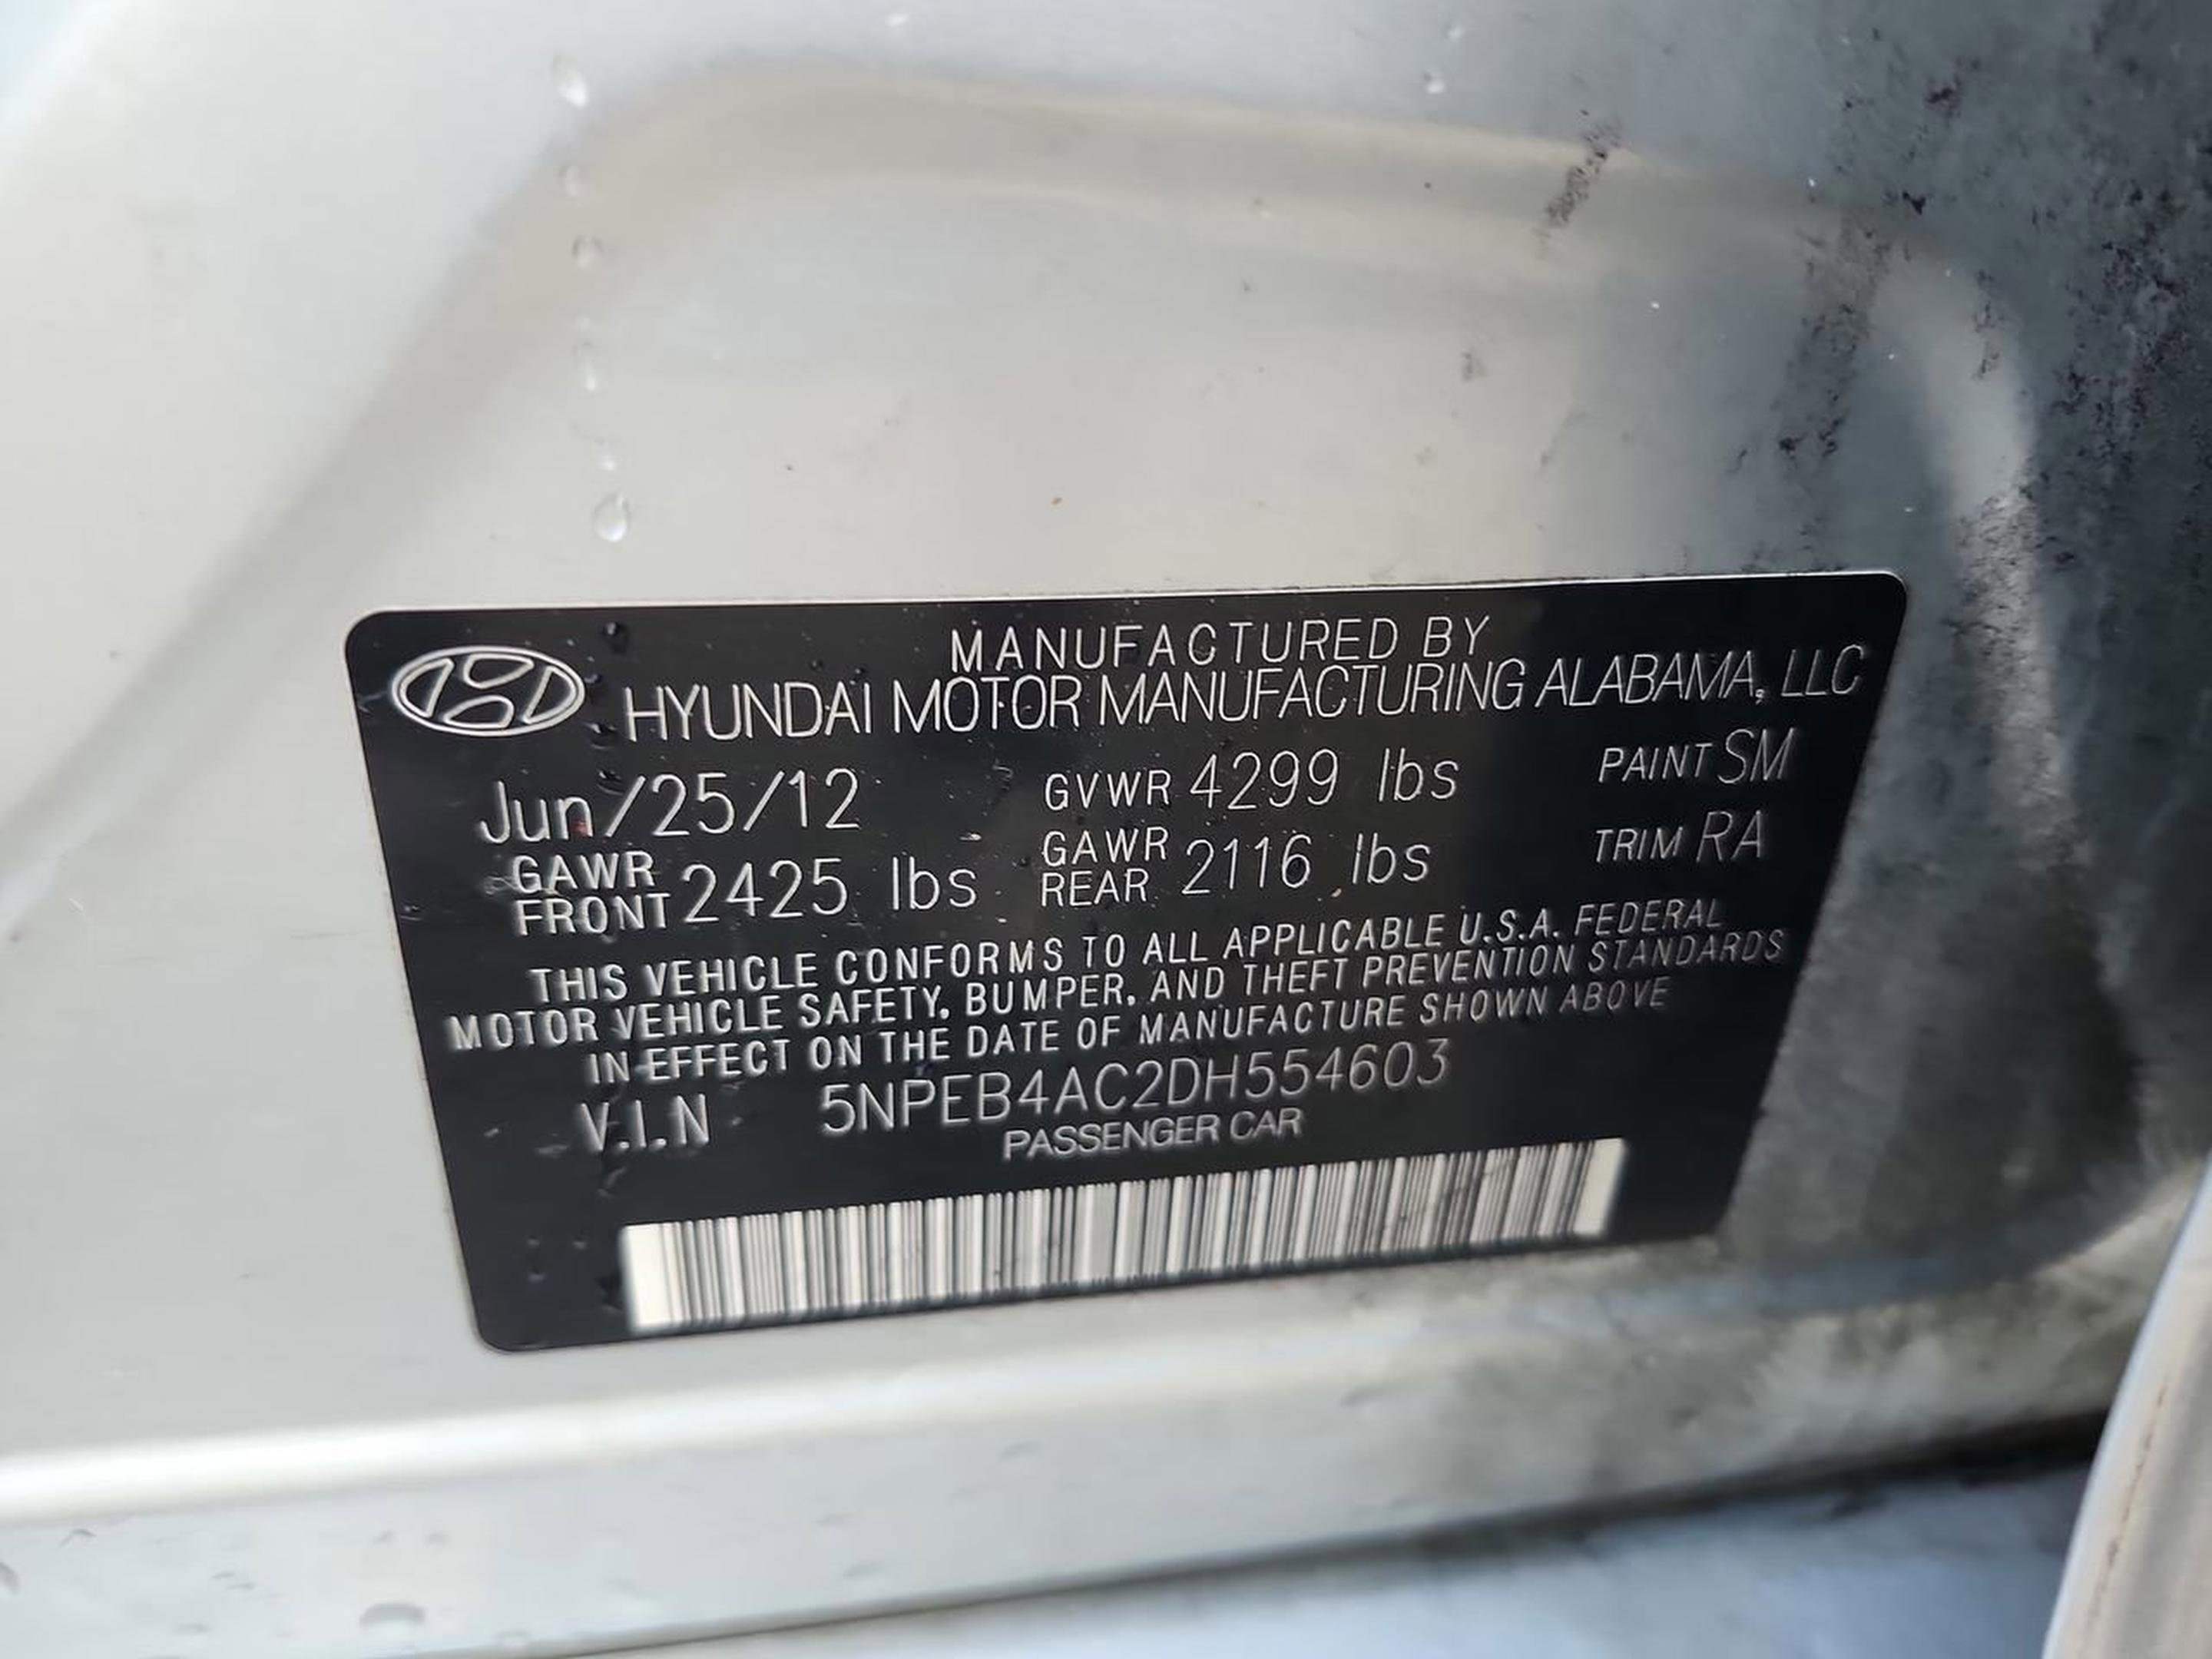 MANUFACTURED BY
HYUNDAI MOTOR MANUFACTURING ALABAMA, LLC
Jun/25/12 GVWR 4299 lbs PAINT SM
GAWR FRONT 2425 lbs GAWR REAR 2116 lbs TRIM RA
THIS VEHICLE CONFORMS TO ALL APPLICABLE U.S.A. FEDERAL
MOTOR VEHICLE SAFETY, BUMPER, AND THEFT PREVENTION STANDARDS
IN EFFECT ON THE DATE OF MANUFACTURE SHOWN ABOVE
V.I.N 5NPEB4AC2DH554603
PASSENGER CAR